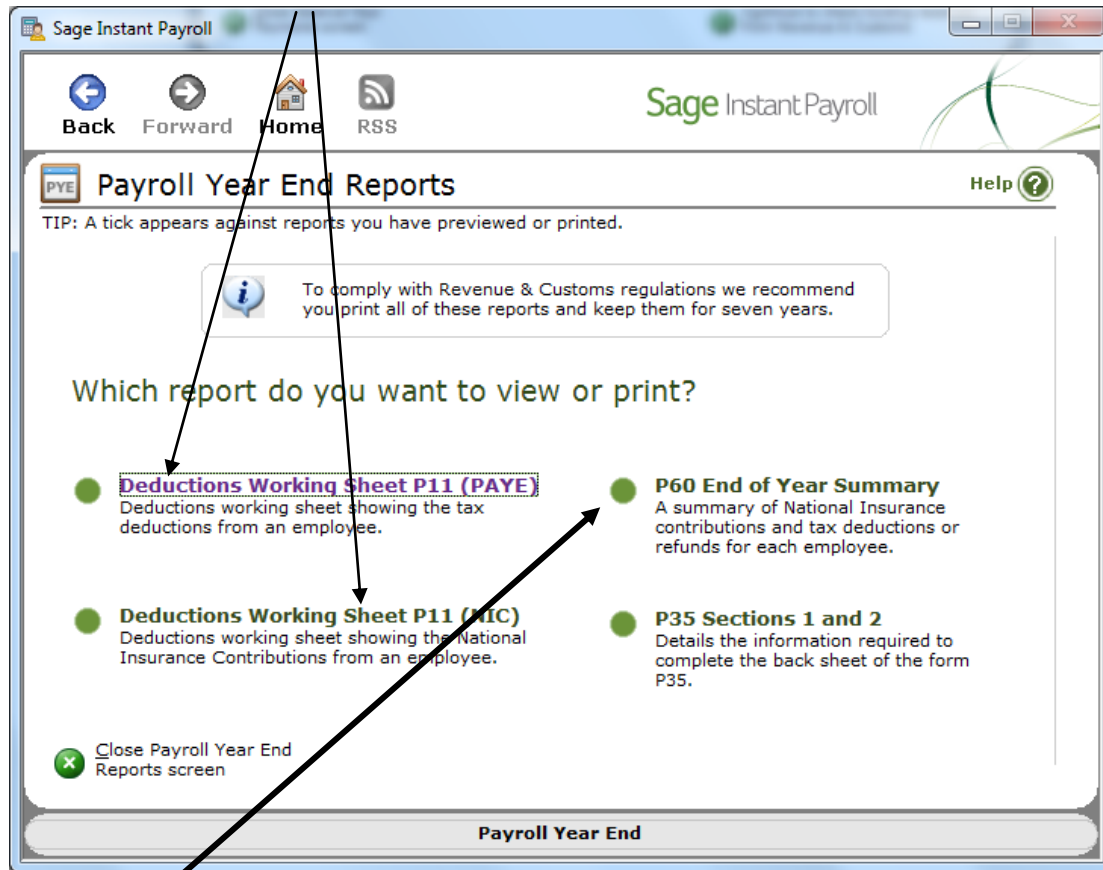 Sage Instant Payroll
Back Forward Home RSS
Sage Instant Payroll
PYE Payroll Year End Reports
Help ?
TIP: A tick appears against reports you have previewed or printed.
To comply with Revenue & Customs regulations we recommend
you print all of these reports and keep them for seven years.
Which report do you want to view or print?
Deductions Working Sheet P11 (PAYE)
Deductions working sheet showing the tax
deductions from an employee.
P60 End of Year Summary
A summary of National Insurance
contributions and tax deductions or
refunds for each employee.
Deductions Working Sheet P11 (NIC)
Deductions working sheet showing the National
Insurance Contributions from an employee.
P35 Sections 1 and 2
Details the information required to
complete the back sheet of the form
P35.
Close Payroll Year End
Reports screen
Payroll Year End